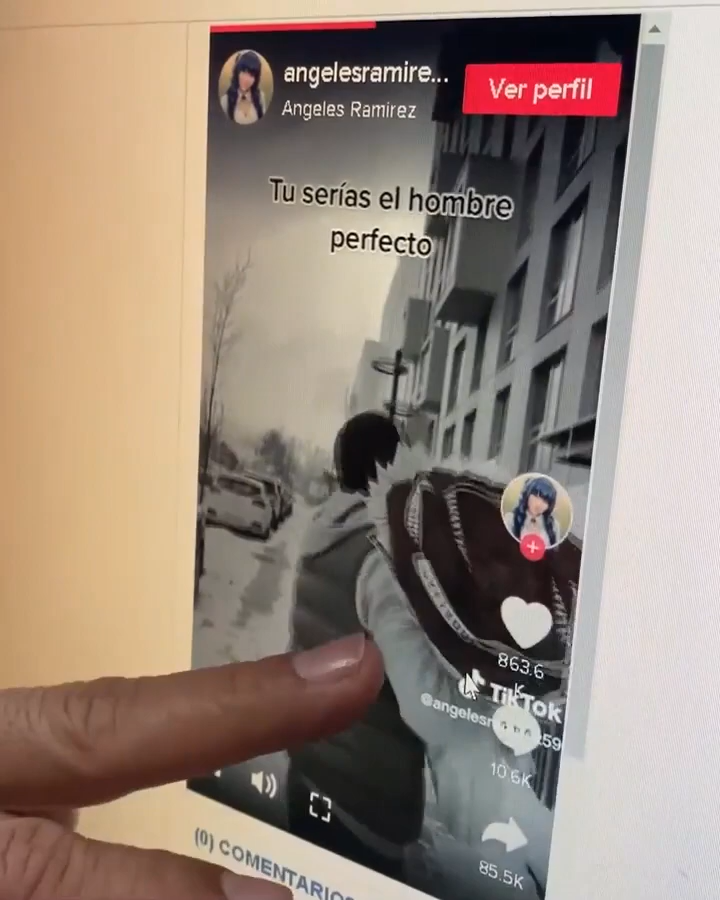 angelesramire...
Angeles Ramirez
Ver perfil
Tu serías el hombre
perfecto
863.6
K
TikTok
10.6K
85.5K
(0) COMENTARIOS